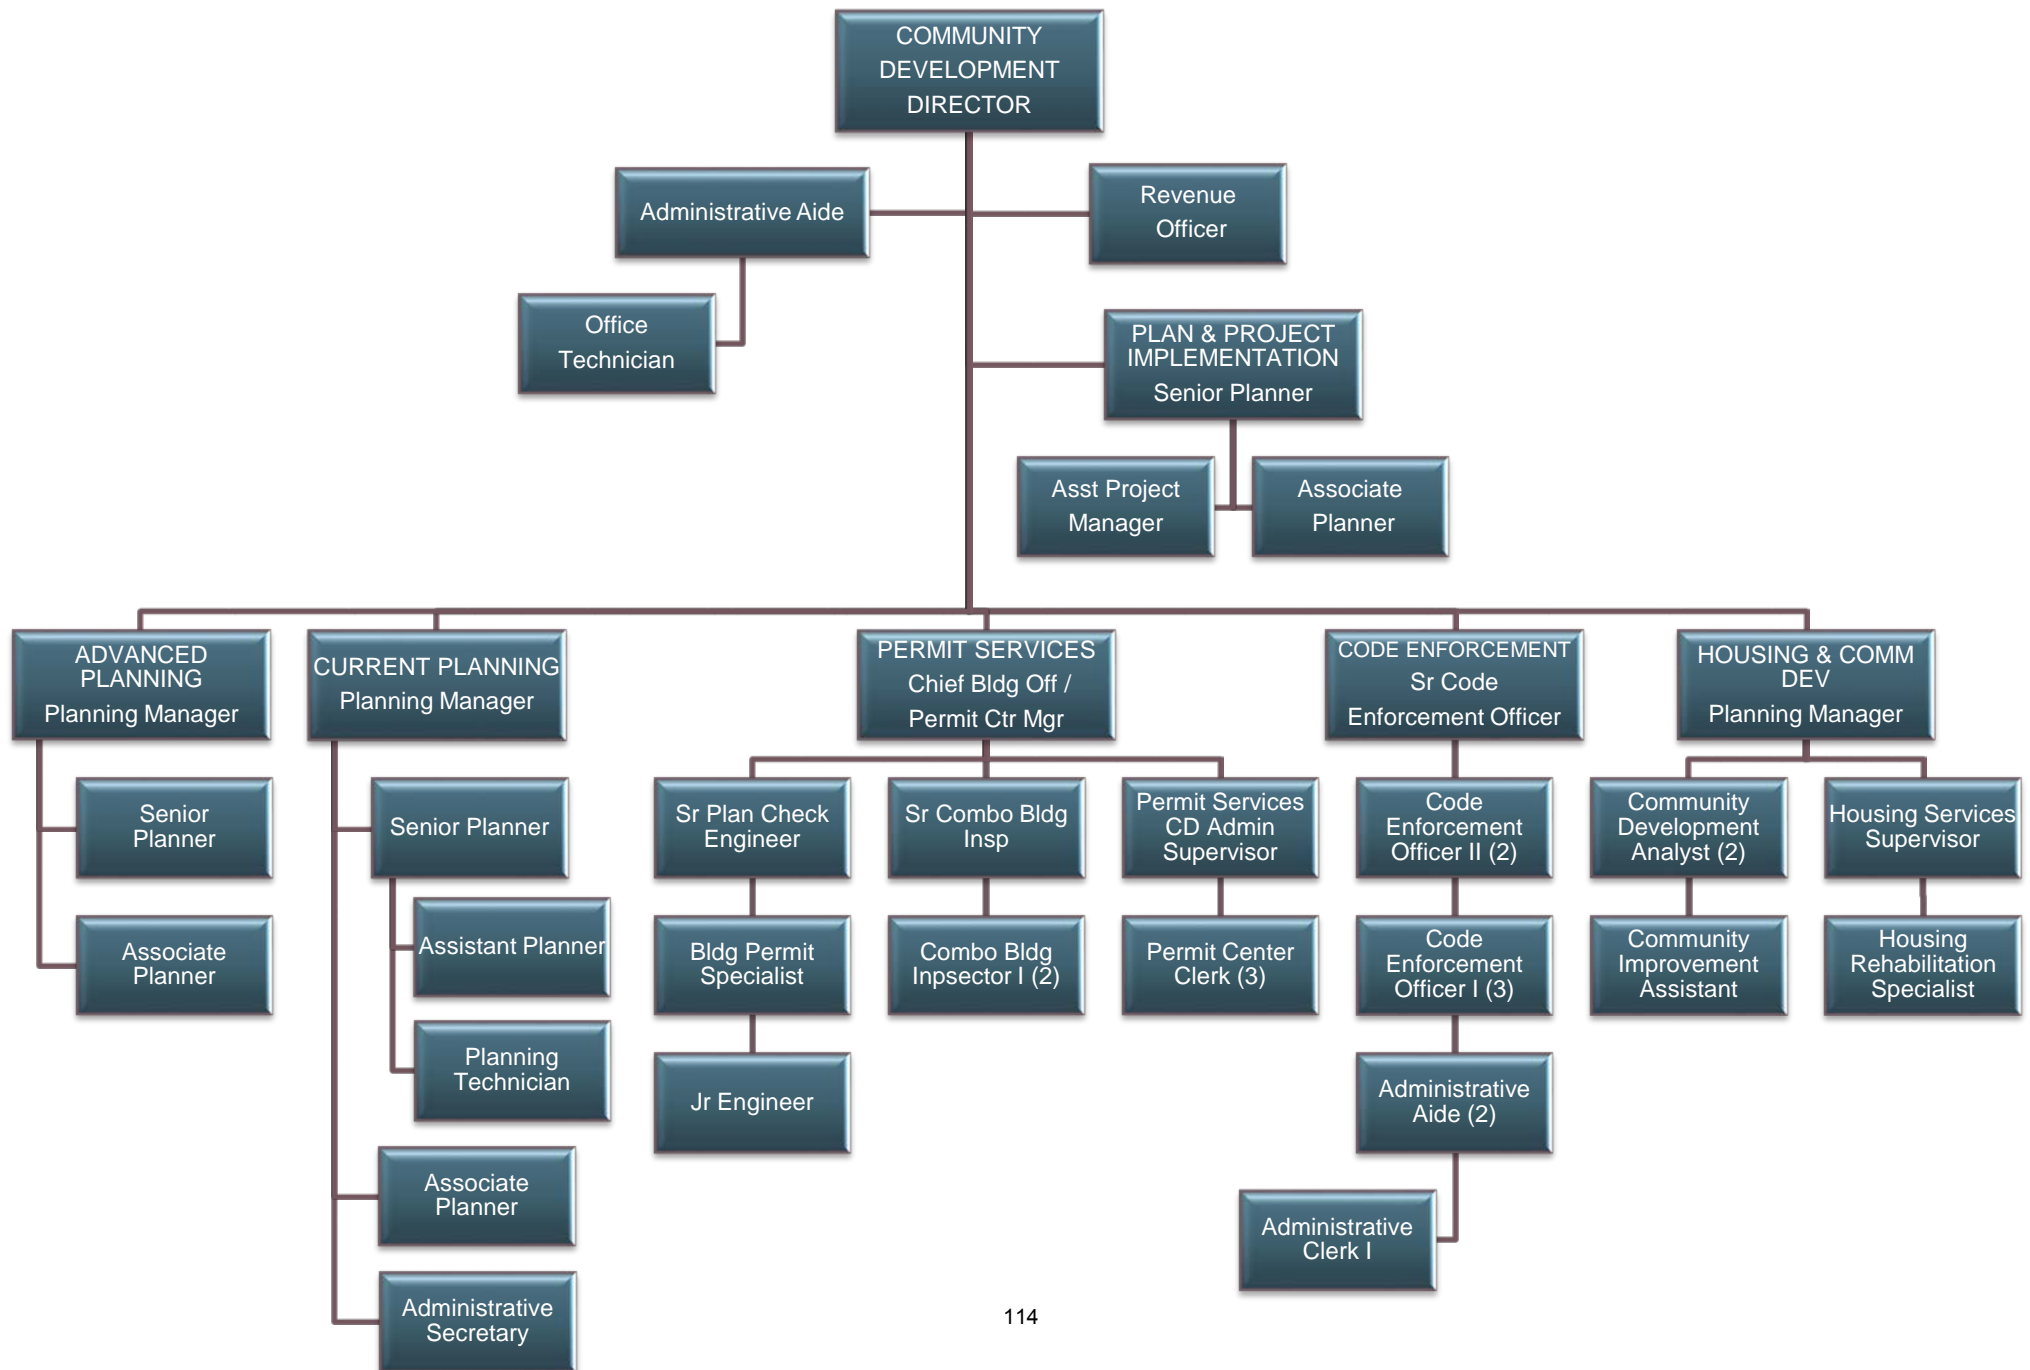 COMMUNITY
DEVELOPMENT
DIRECTOR
Administrative Aide
Revenue
Officer
Office
Technician
PLAN & PROJECT
IMPLEMENTATION
Senior Planner
Asst Project
Manager
Associate
Planner
ADVANCED
PLANNING
Planning Manager
CURRENT PLANNING
Planning Manager
PERMIT SERVICES
Chief Bldg Off /
Permit Ctr Mgr
CODE ENFORCEMENT
Sr Code
Enforcement Officer
HOUSING & COMM
DEV
Planning Manager
Senior
Planner
Senior Planner
Sr Plan Check
Engineer
Sr Combo Bldg
Insp
Permit Services
CD Admin
Supervisor
Code
Enforcement
Officer II (2)
Community
Development
Analyst (2)
Housing Services
Supervisor
Associate
Planner
Assistant Planner
Bldg Permit
Specialist
Combo Bldg
Inpsector I (2)
Permit Center
Clerk (3)
Code
Enforcement
Officer I (3)
Community
Improvement
Assistant
Housing
Rehabilitation
Specialist
Planning
Technician
Jr Engineer
Administrative
Aide (2)
Associate
Planner
Administrative
Clerk I
Administrative
Secretary
114